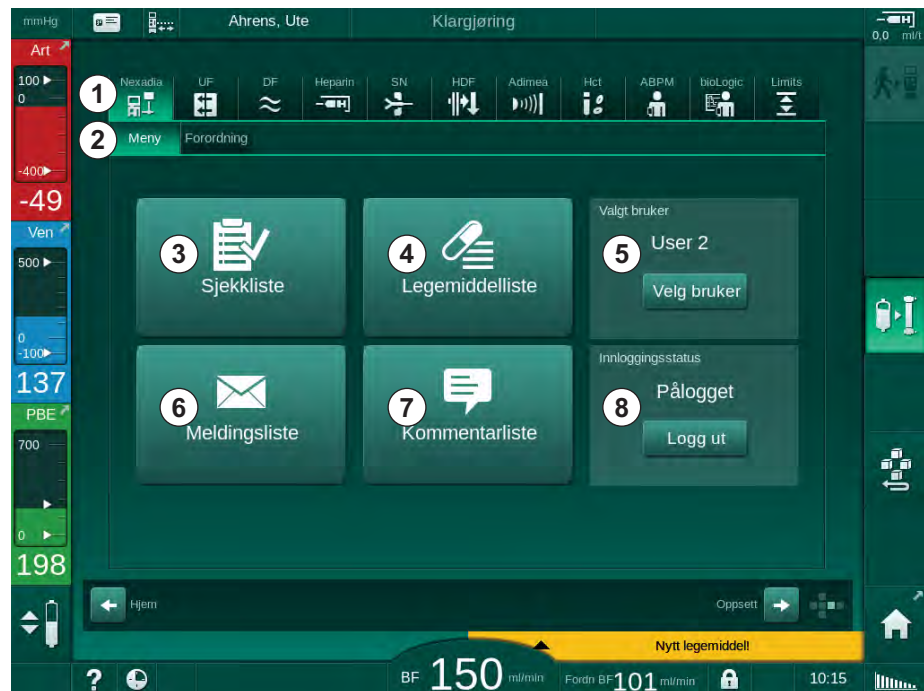 mmHg Ahrens, Ute Klargjøring 0,0 ml/t
Art
100
0
-400
-49
Ven
500
0
-100
137
PBE
700
0
198
1 Nexadia UF DF Heparin SN HDF Adimea Hct ABPM bioLogic Limits
2 Meny Forordning
3 Sjekkliste
4 Legemiddelliste
Valgt bruker
5 User 2
Velg bruker
6 Meldingsliste
7 Kommentarliste
Innloggingsstatus
8 Pålogget
Logg ut
Hjem Oppsett
Nytt legemiddel!
? BF 150 ml/min Fordn BF 101 ml/min 10:15